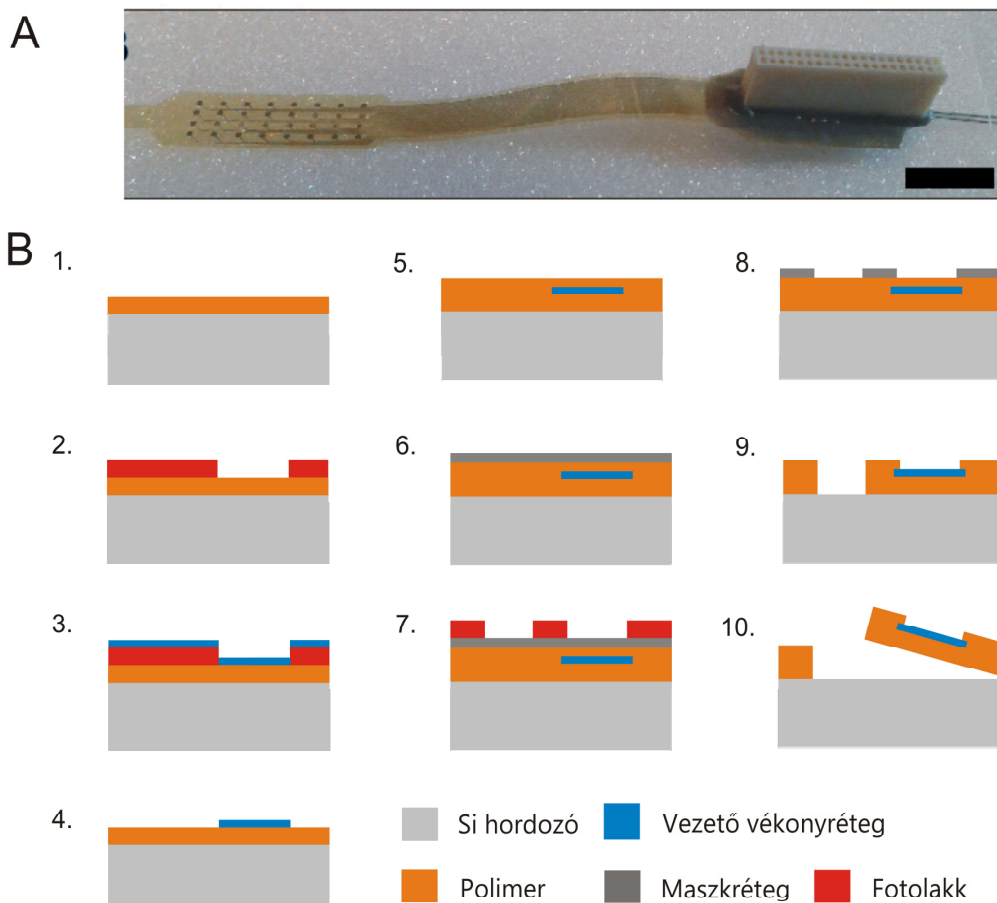 A
B
1.
5.
8.
2.
6.
9.
3.
7.
10.
4.
Si hordozó
Vezető vékonyréteg
Polimer
Maszkréteg
Fotolakk